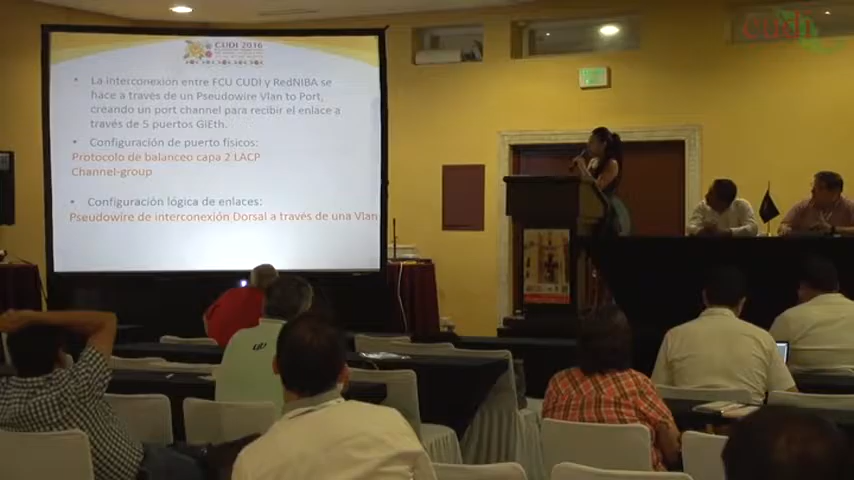 CUDI 2016
La interconexión entre FCU CUDI y RedNIBA se
hace a través de un Pseudowire Vlan to Port,
creando un port channel para recibir el enlace a
través de 5 puertos GiEth.
Configuración de puerto físicos:
Protocolo de balanceo capa 2 LACP
Channel-group
Configuración lógica de enlaces:
Pseudowire de interconexión Dorsal a través de una Vlan
cudi